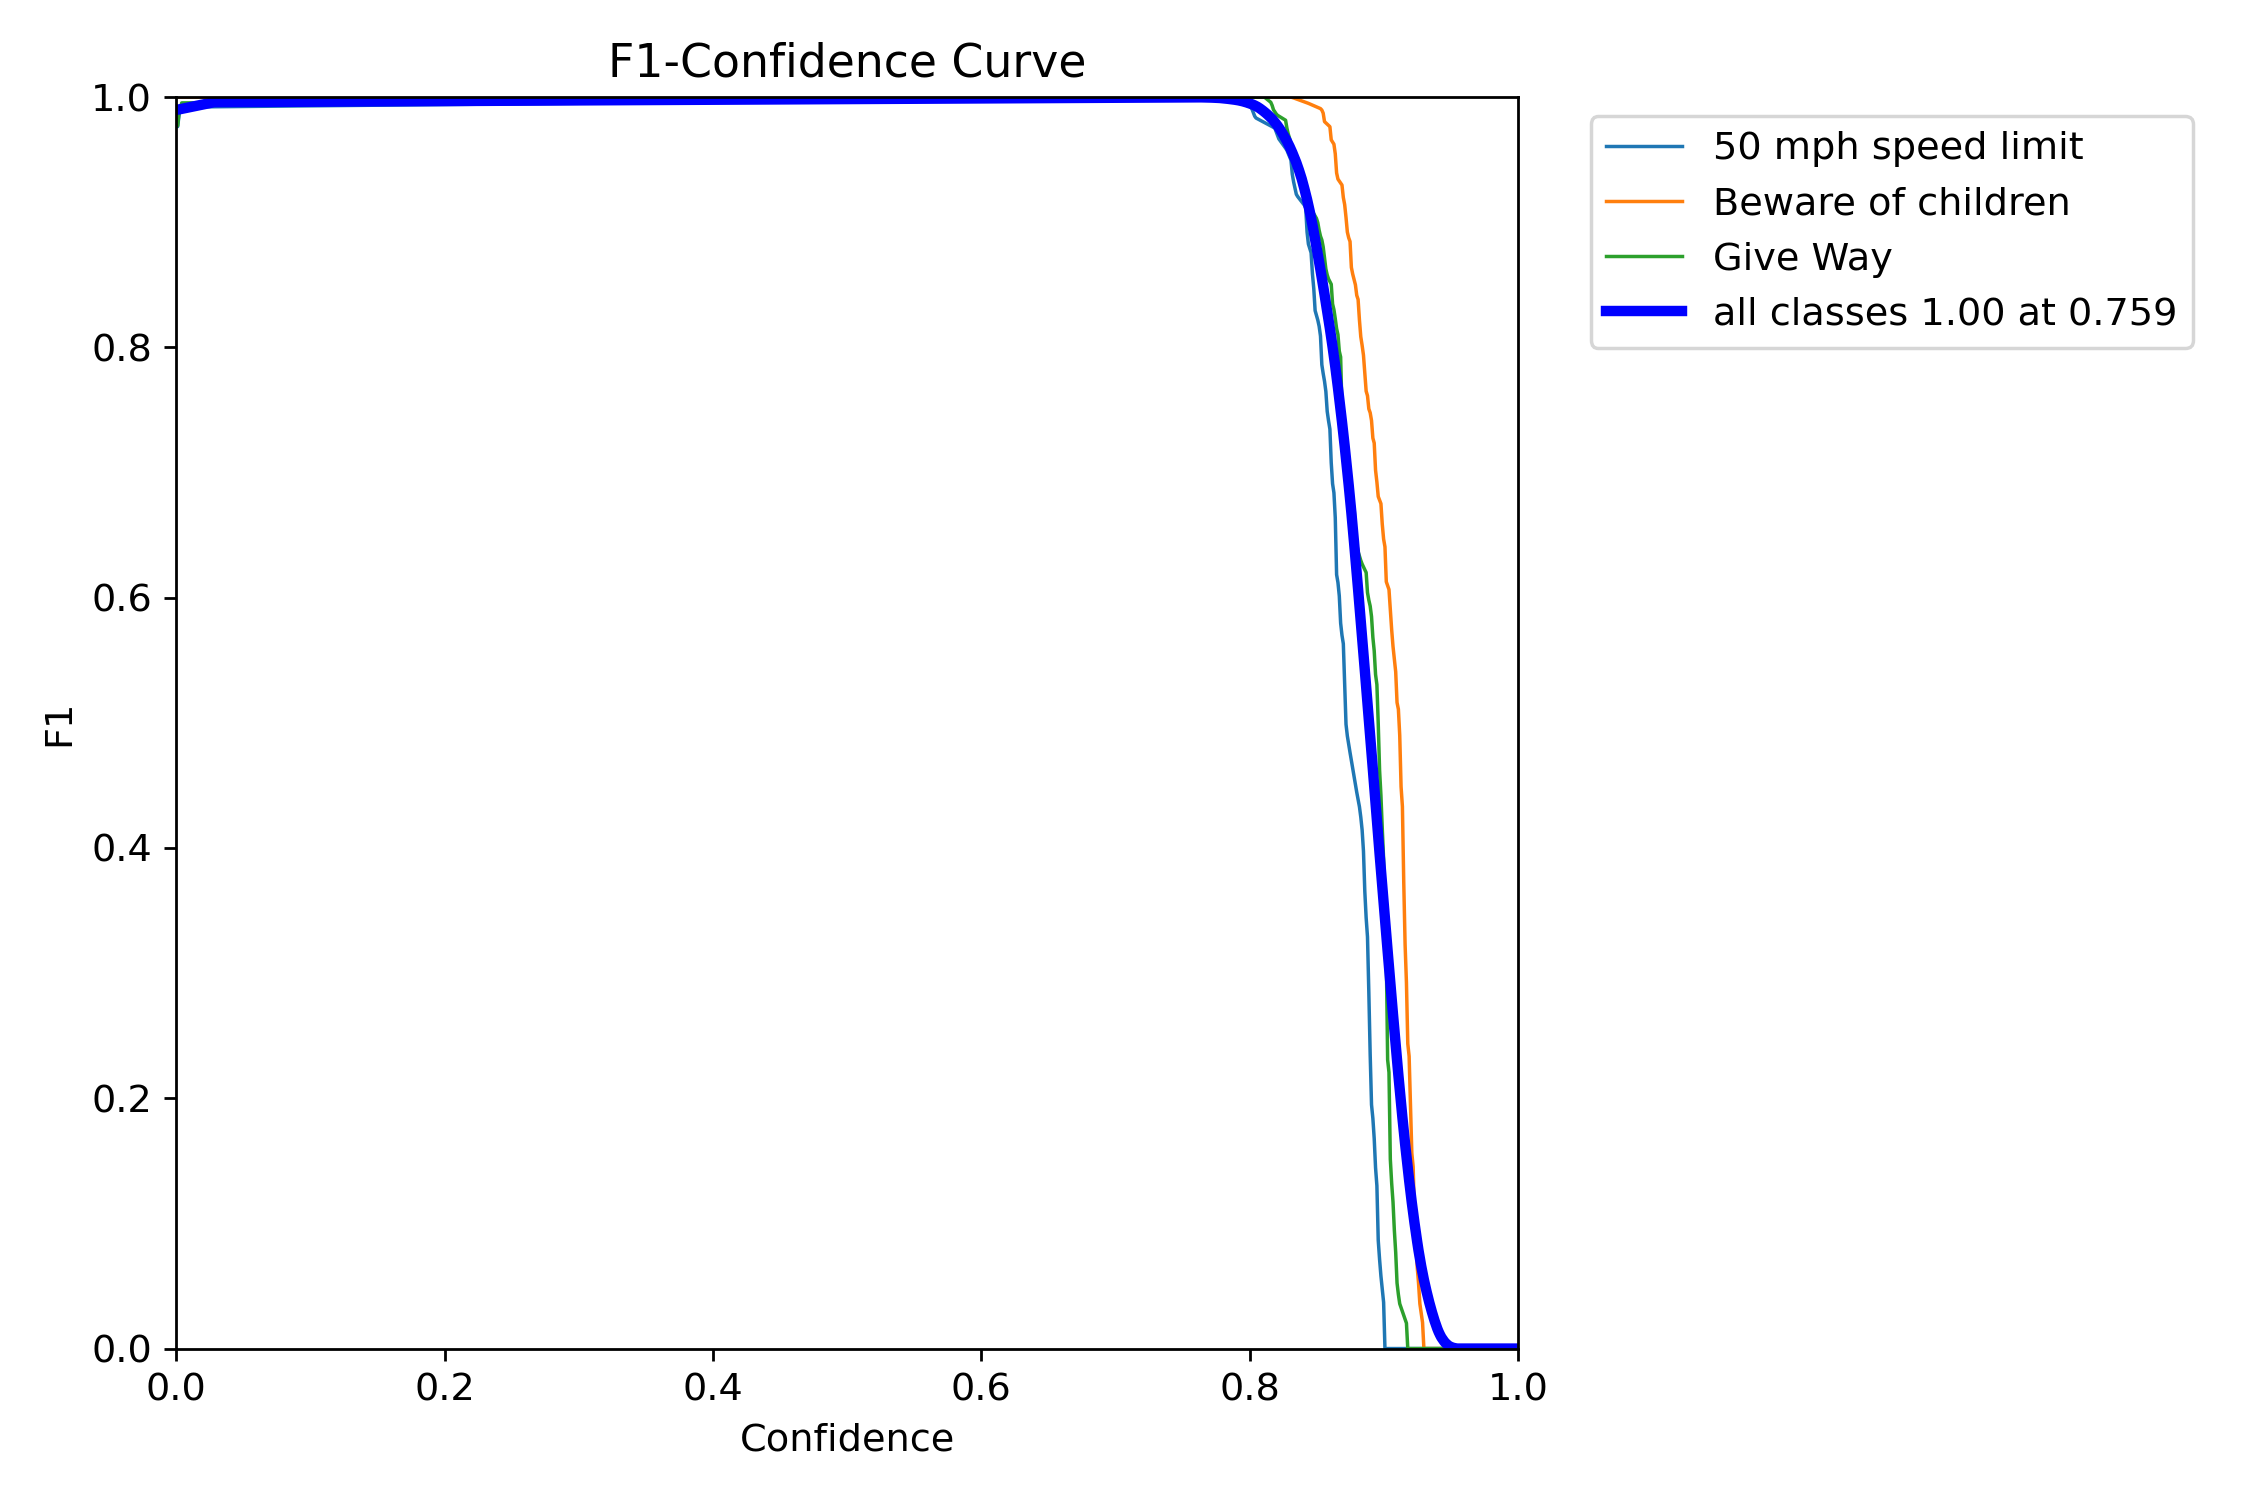 F1-Confidence Curve
1.0
0.8
0.6
0.4
0.2
0.0
F1
0.0 0.2 0.4 0.6 0.8 1.0
Confidence
50 mph speed limit
Beware of children
Give Way
all classes 1.00 at 0.759